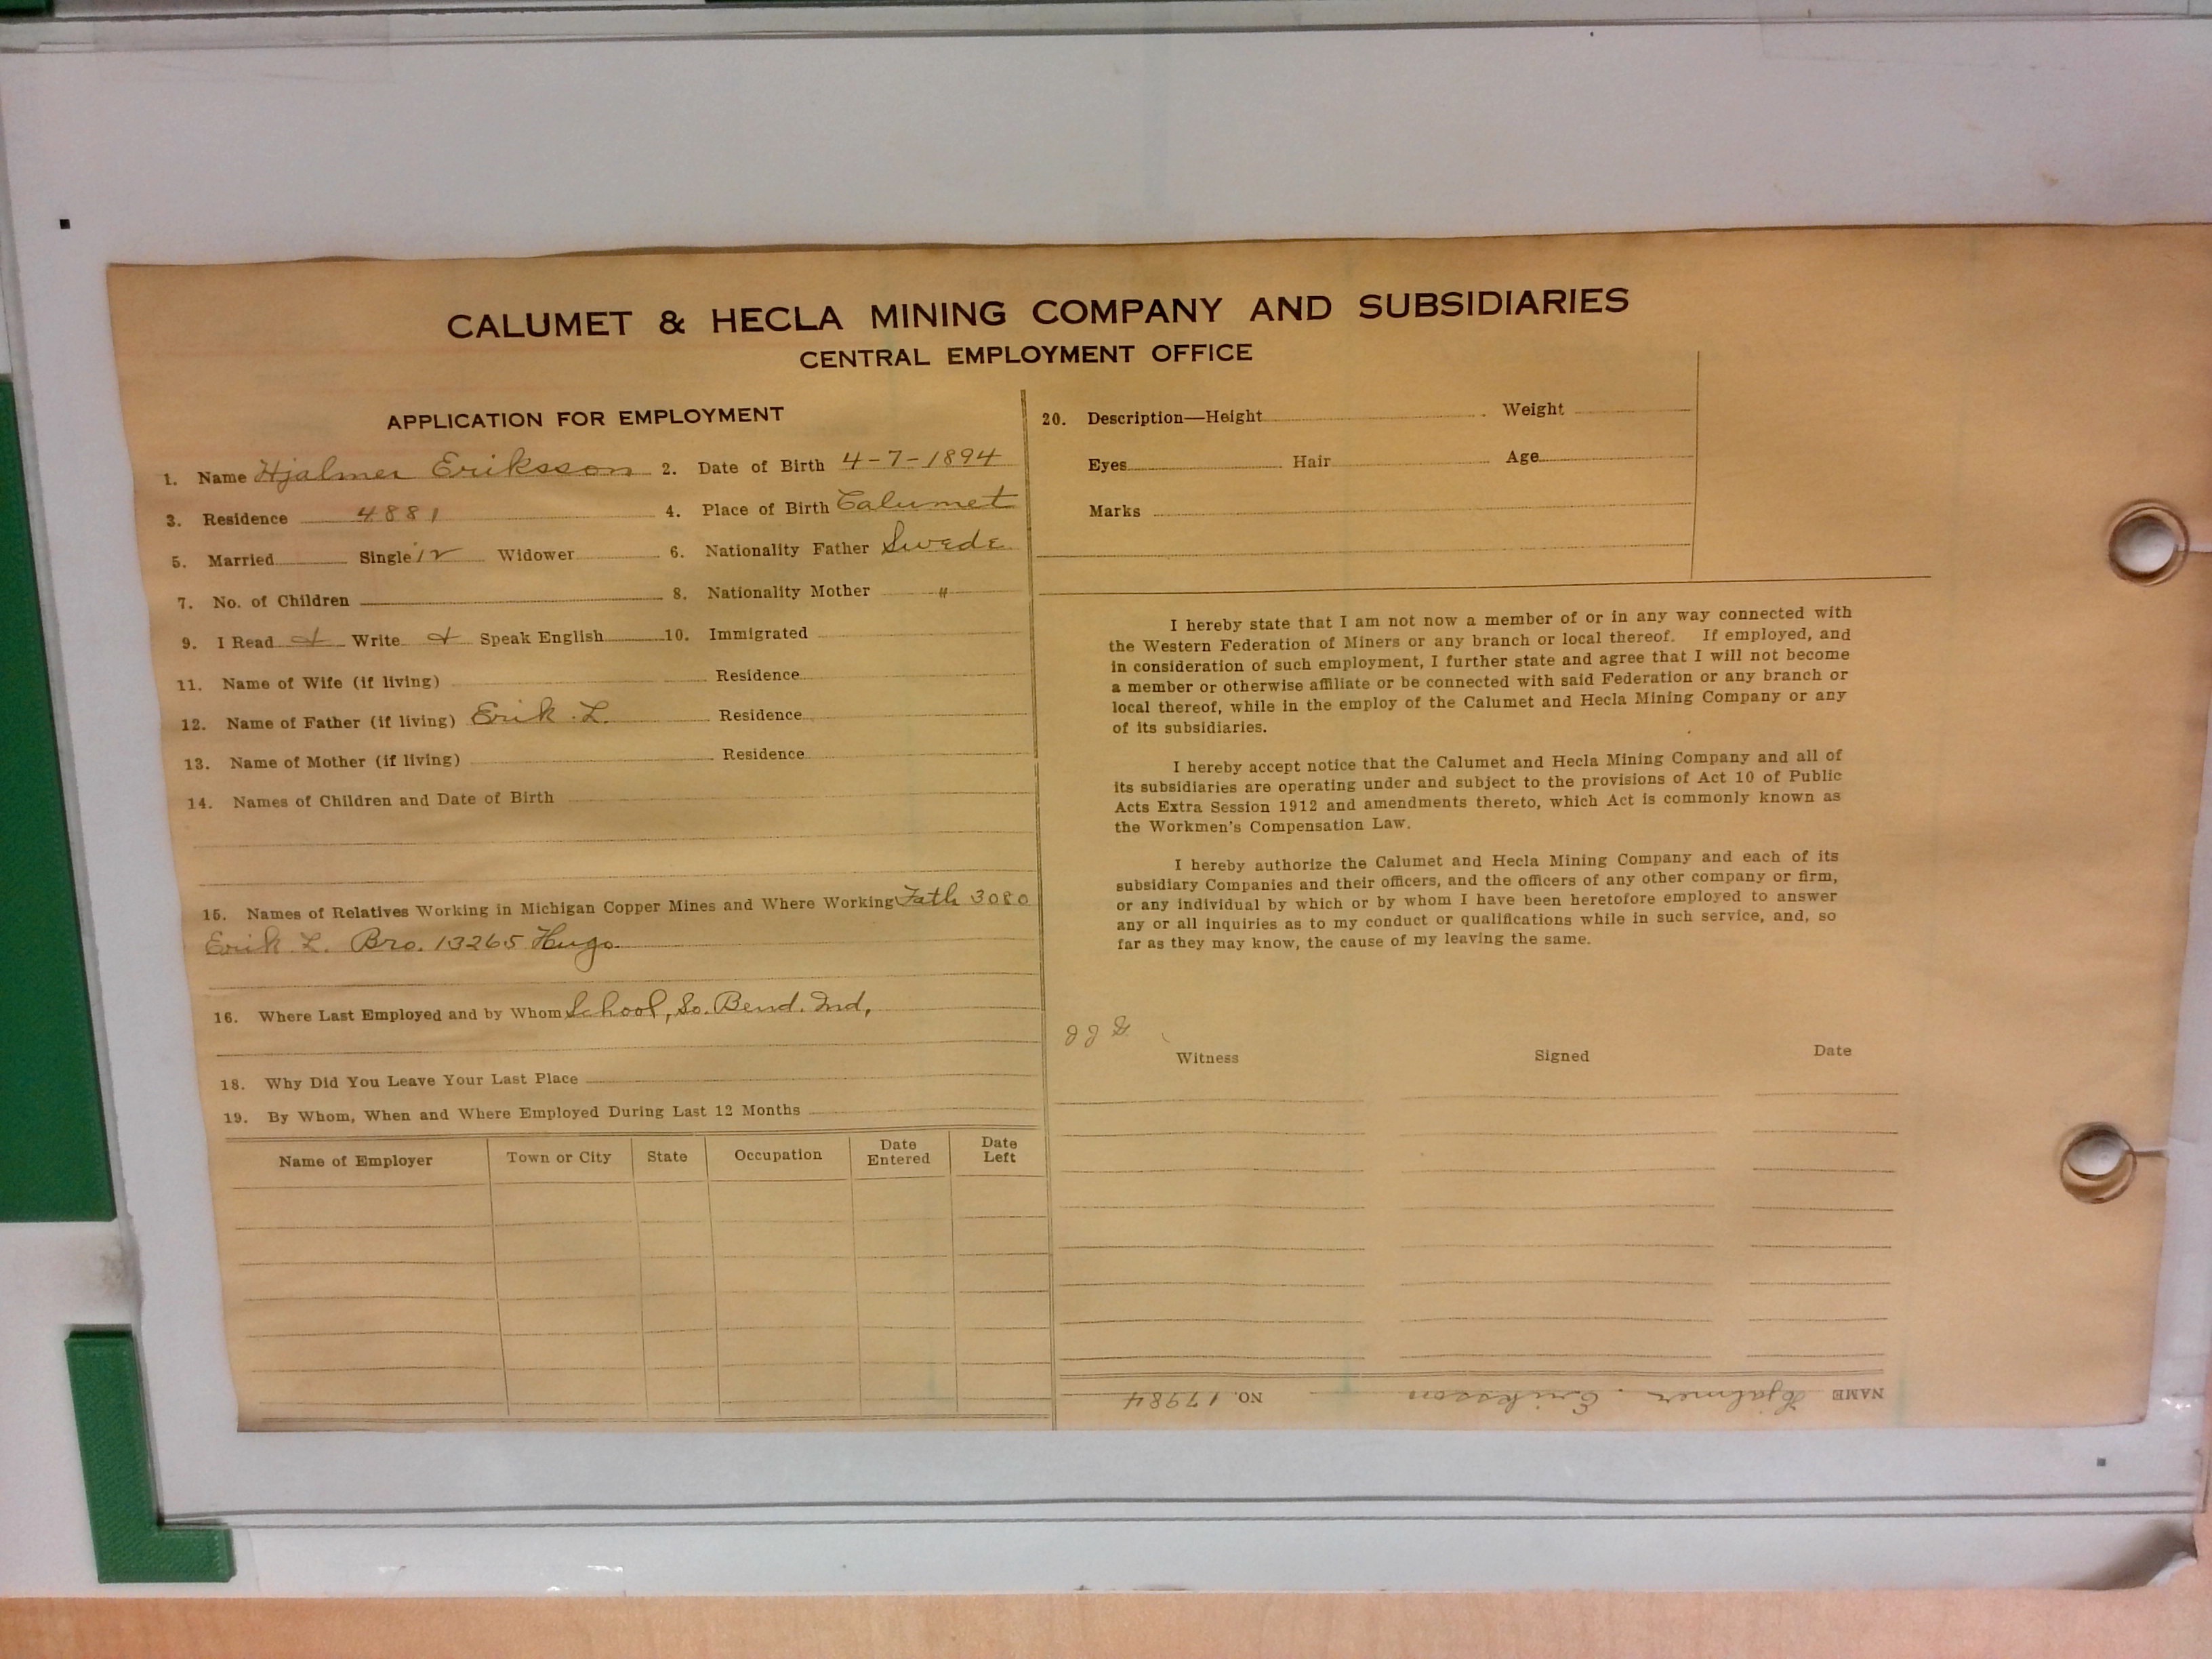 CALUMET & HECLA MINING COMPANY AND SUBSIDIARIES
CENTRAL EMPLOYMENT OFFICE
APPLICATION FOR EMPLOYMENT
1. Name Hjalmer Eriksson 2. Date of Birth 4-7-1894
3. Residence 4881 4. Place of Birth Calumet
5. Married Single Widower 6. Nationality Father Swede
7. No. of Children 8. Nationality Mother "
9. I Read Write Speak English 10. Immigrated
11. Name of Wife (if living) Residence
12. Name of Father (if living) Erik L. Residence
13. Name of Mother (if living) Residence
14. Names of Children and Date of Birth
15. Names of Relatives Working in Michigan Copper Mines and Where Working Fath 3080
Erik L. Bro. 13265 Hugo
16. Where Last Employed and by Whom School, So. Bend. Ind,
18. Why Did You Leave Your Last Place
19. By Whom, When and Where Employed During Last 12 Months
Name of Employer Town or City State Occupation Date Entered Date Left
20. Description—Height Weight
Eyes Hair Age
Marks
I hereby state that I am not now a member of or in any way connected with
the Western Federation of Miners or any branch or local thereof. If employed, and
in consideration of such employment, I further state and agree that I will not become
a member or otherwise affiliate or be connected with said Federation or any branch or
local thereof, while in the employ of the Calumet and Hecla Mining Company or any
of its subsidiaries.
I hereby accept notice that the Calumet and Hecla Mining Company and all of
its subsidiaries are operating under and subject to the provisions of Act 10 of Public
Acts Extra Session 1912 and amendments thereto, which Act is commonly known as
the Workmen's Compensation Law.
I hereby authorize the Calumet and Hecla Mining Company and each of its
subsidiary Companies and their officers, and the officers of any other company or firm,
or any individual by which or by whom I have been heretofore employed to answer
any or all inquiries as to my conduct or qualifications while in such service, and, so
far as they may know, the cause of my leaving the same.
Witness Signed Date
NAME Hjalmer Eriksson NO. 17984